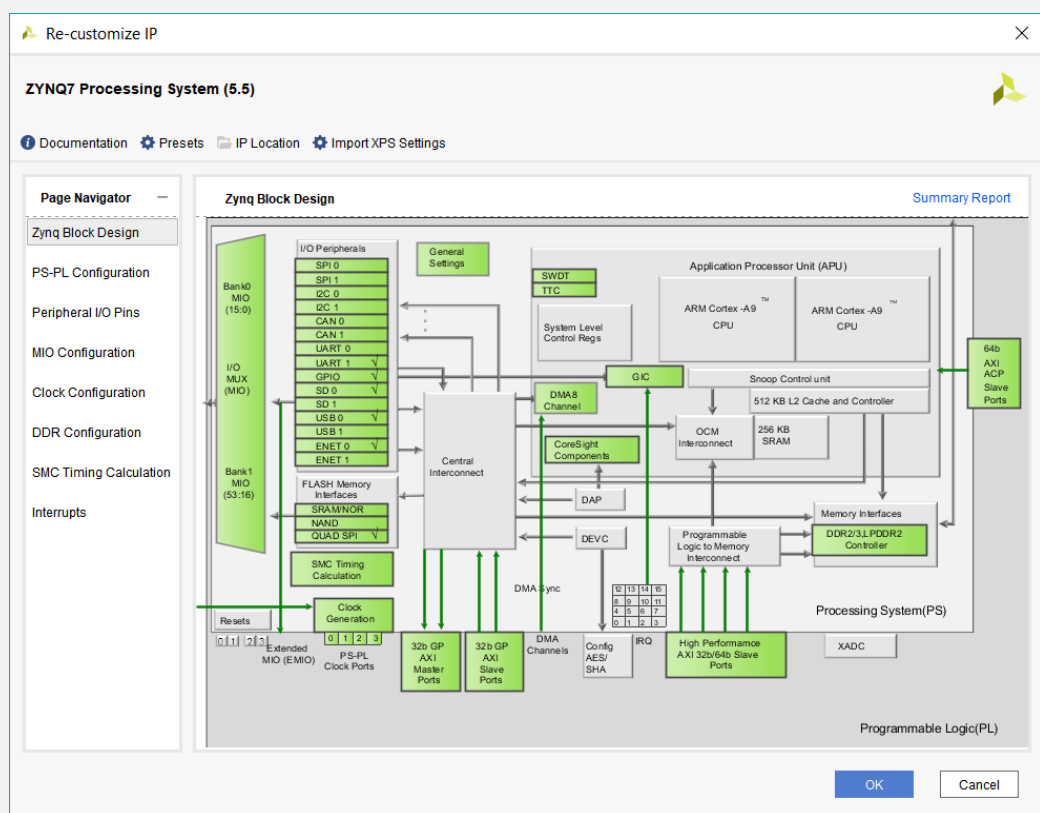 Re-customize IP
ZYNQ7 Processing System (5.5)
Documentation
Presets
IP Location
Import XPS Settings
Page Navigator
Zynq Block Design
PS-PL Configuration
Peripheral I/O Pins
MIO Configuration
Clock Configuration
DDR Configuration
SMC Timing Calculation
Interrupts
Zynq Block Design
Summary Report
Bank0
MIO
(15:0)
I/O
MUX
(MIO)
Bank1
MIO
(53:16)
I/O Peripherals
SPI 0
SPI 1
I2C 0
I2C 1
CAN 0
CAN 1
UART 0
UART 1 √
GPIO √
SD 0 √
SD 1
USB 0 √
USB 1
ENET 0 √
ENET 1
FLASH Memory
Interfaces
SRAM/NOR
NAND
QUAD SPI √
SMC Timing
Calculation
General
Settings
Application Processor Unit (APU)
SWDT
TTC
System Level
Control Regs
ARM Cortex -A9 ™
CPU
ARM Cortex -A9 ™
CPU
GIC
Snoop Control unit
512 KB L2 Cache and Controller
DMA8
Channel
OCM
Interconnect
256 KB
SRAM
CoreSight
Components
Central
Interconnect
DAP
DEVC
Programmable
Logic to Memory
Interconnect
Memory Interfaces
DDR2/3,LPDDR2
Controller
64b
AXI
ACP
Slave
Ports
DMA Sync
12 13 14 15
8 9 10 11
4 5 6 7
0 1 2 3
Processing System(PS)
Resets
0 1 2 3
Clock
Generation
0 1 2 3
Extended
MIO (EMIO)
PS-PL
Clock Ports
32b GP
AXI
Master
Ports
32b GP
AXI
Slave
Ports
DMA
Channels
Config
AES/
SHA
IRQ
High Performance
AXI 32b/64b Slave
Ports
XADC
Programmable Logic(PL)
OK
Cancel